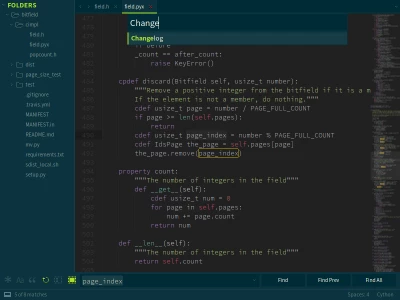 FOLDERS
bitfield
cimpl
field.h
field.pyx
popcount.h
dist
page_size_test
test
.gitignore
.travis.yml
MANIFEST
MANIFEST.in
README.md
requirements.txt
sdist_local.sh
setup.py
field.h
field.pyx
Change
Changelog
if before
_count == after_count:
raise KeyError()
cpdef discard(Bitfield self, usize_t number):
"""Remove a positive integer from the bitfield if it is a m
If the element is not a member, do nothing."""
cdef usize_t page = number / PAGE_FULL_COUNT
if page >= len(self.pages):
return
cdef usize_t page_index = number % PAGE_FULL_COUNT
cdef IdsPage the_page = self.pages[page]
the_page.remove(page_index)
property count:
"""The number of integers in the field"""
def __get__(self):
cdef usize_t num = 0
for page in self.pages:
num += page.count
return num
def __len__(self):
"""The number of integers in the field"""
return self.count
page_index
Find
Find Prev
Find All
5 of 8 matches
Spaces: 4
Cython